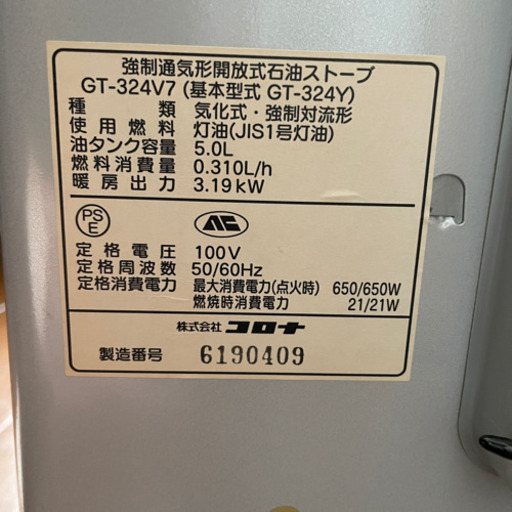 強制通気形開放式石油ストーブ
GT-324V7 (基本型式 GT-324Y)
種類 気化式・強制対流形
使用燃料 灯油(JIS1号灯油)
油タンク容量 5.0L
燃料消費量 0.310L/h
暖房出力 3.19kW
PS
E
定格電圧 100V
定格周波数 50/60Hz
定格消費電力 最大消費電力(点火時) 650/650W
燃焼時消費電力 21/21W
株式会社 コロナ
製造番号 6190409